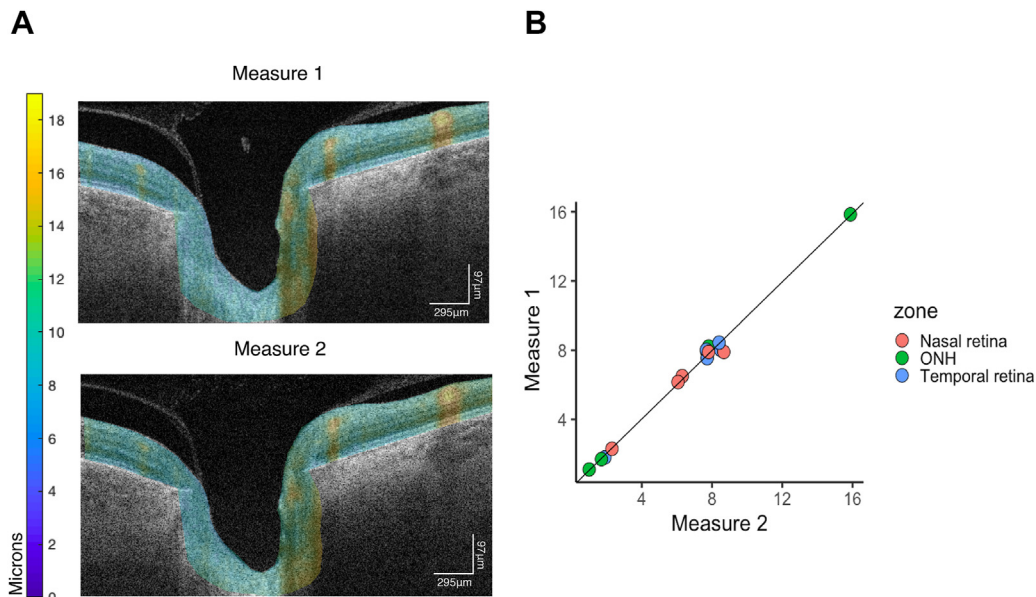 A
Measure 1
18
16
14
12
10
8
6
4
2
0
Microns
97µm
295µm
Measure 2
97µm
295µm
B
Measure 1
16
12
8
4
4
8
12
16
Measure 2
zone
Nasal retina
ONH
Temporal retina